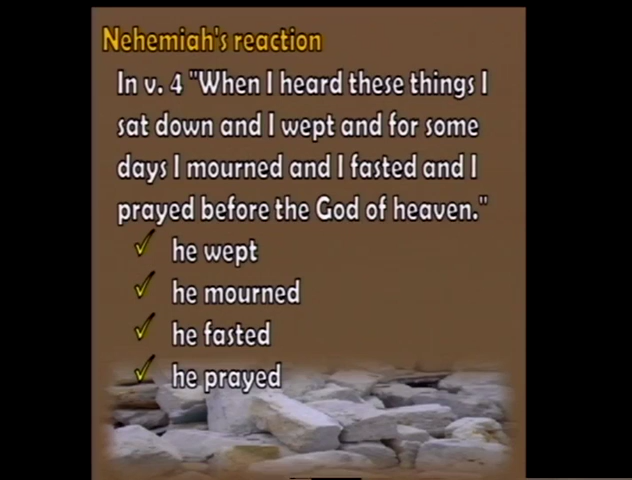 Nehemiah's reaction
In v. 4 "When I heard these things I
sat down and I wept and for some
days I mourned and I fasted and I
prayed before the God of heaven."
he wept
he mourned
he fasted
he prayed